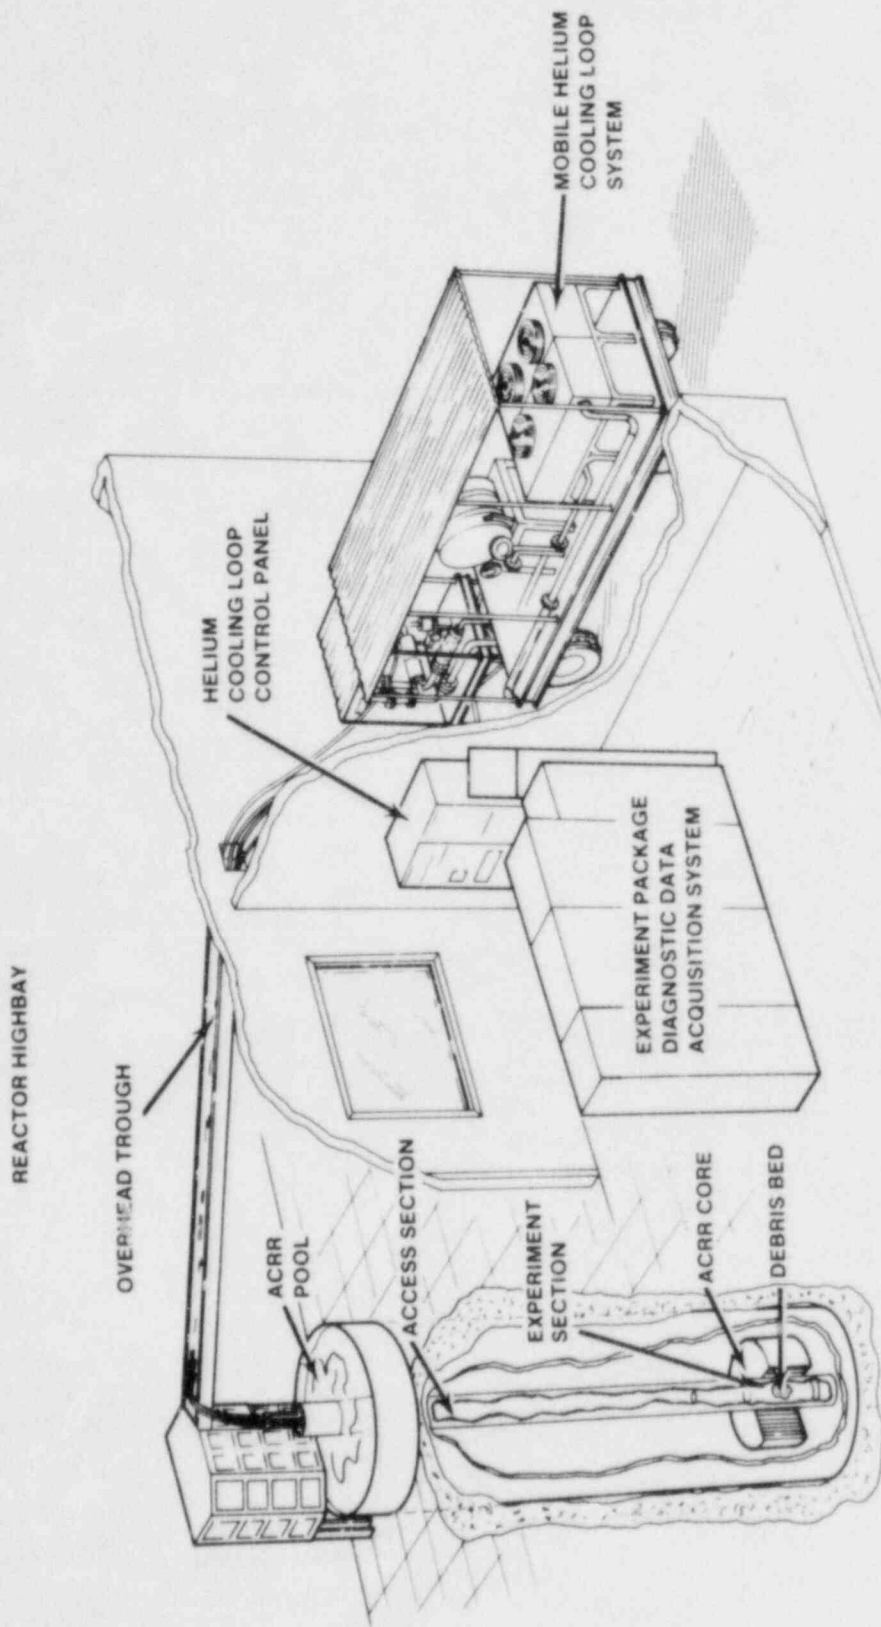 REACTOR HIGHBAY
OVERHEAD TROUGH
HELIUM
COOLING LOOP
CONTROL PANEL
MOBILE HELIUM
COOLING LOOP
SYSTEM
ACRR
POOL
ACCESS SECTION
EXPERIMENT
SECTION
ACRR CORE
DEBRIS BED
EXPERIMENT PACKAGE
DIAGNOSTIC DATA
ACQUISITION SYSTEM